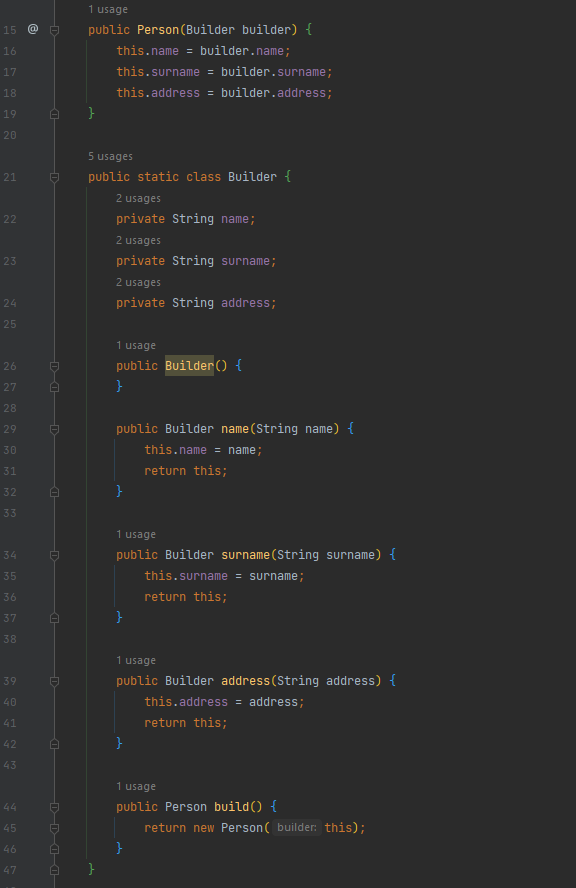 1 usage
15 @ public Person(Builder builder) {
16 this.name = builder.name;
17 this.surname = builder.surname;
18 this.address = builder.address;
19 }
20
5 usages
21 public static class Builder {
2 usages
22 private String name;
2 usages
23 private String surname;
2 usages
24 private String address;
25
1 usage
26 public Builder() {
27 }
28
29 public Builder name(String name) {
30 this.name = name;
31 return this;
32 }
33
1 usage
34 public Builder surname(String surname) {
35 this.surname = surname;
36 return this;
37 }
38
1 usage
39 public Builder address(String address) {
40 this.address = address;
41 return this;
42 }
43
1 usage
44 public Person build() {
45 return new Person( builder: this);
46 }
47 }